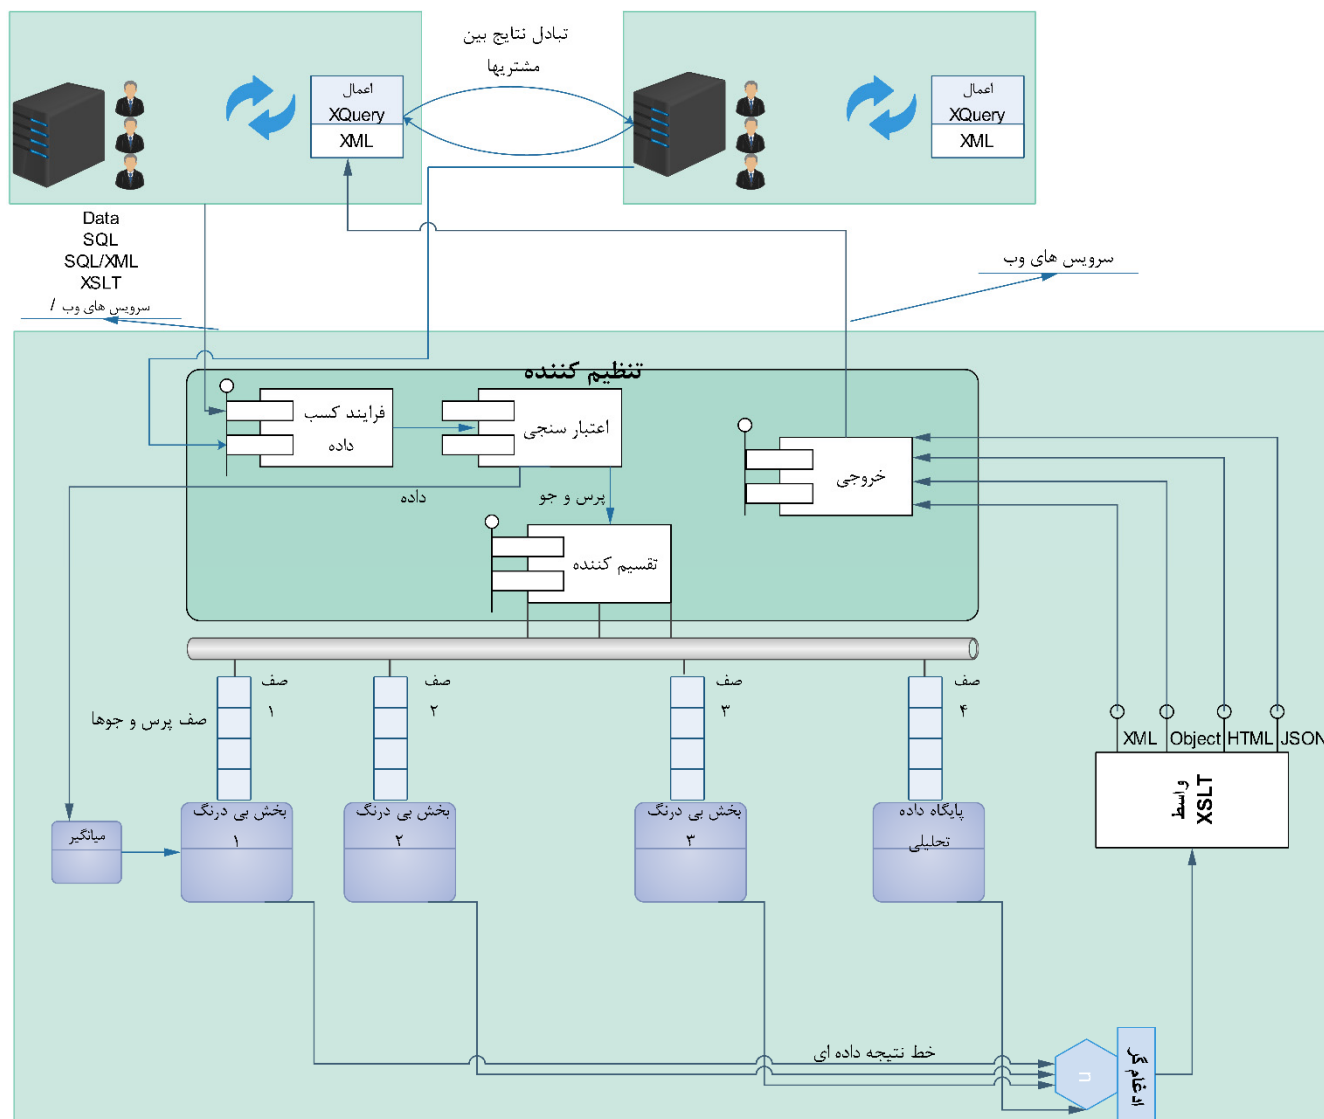 تبادل نتایج بین
مشتریها
اعمال
XQuery
XML
اعمال
XQuery
XML
Data
SQL
SQL/XML
XSLT
سرویس های وب /
سرویس های وب
تنظیم کننده
فرایند کسب
داده
اعتبار سنجی
خروجی
داده
پرس و جو
تقسیم کننده
صف
۱
صف
۲
صف
۳
صف
۴
صف پرس و جوها
XML
Object
HTML
JSON
واسط
XSLT
میانگیر
بخش بی درنگ
۱
بخش بی درنگ
۲
بخش بی درنگ
۳
پایگاه داده
تحلیلی
خط نتیجه داده ای
n
ادغام گر